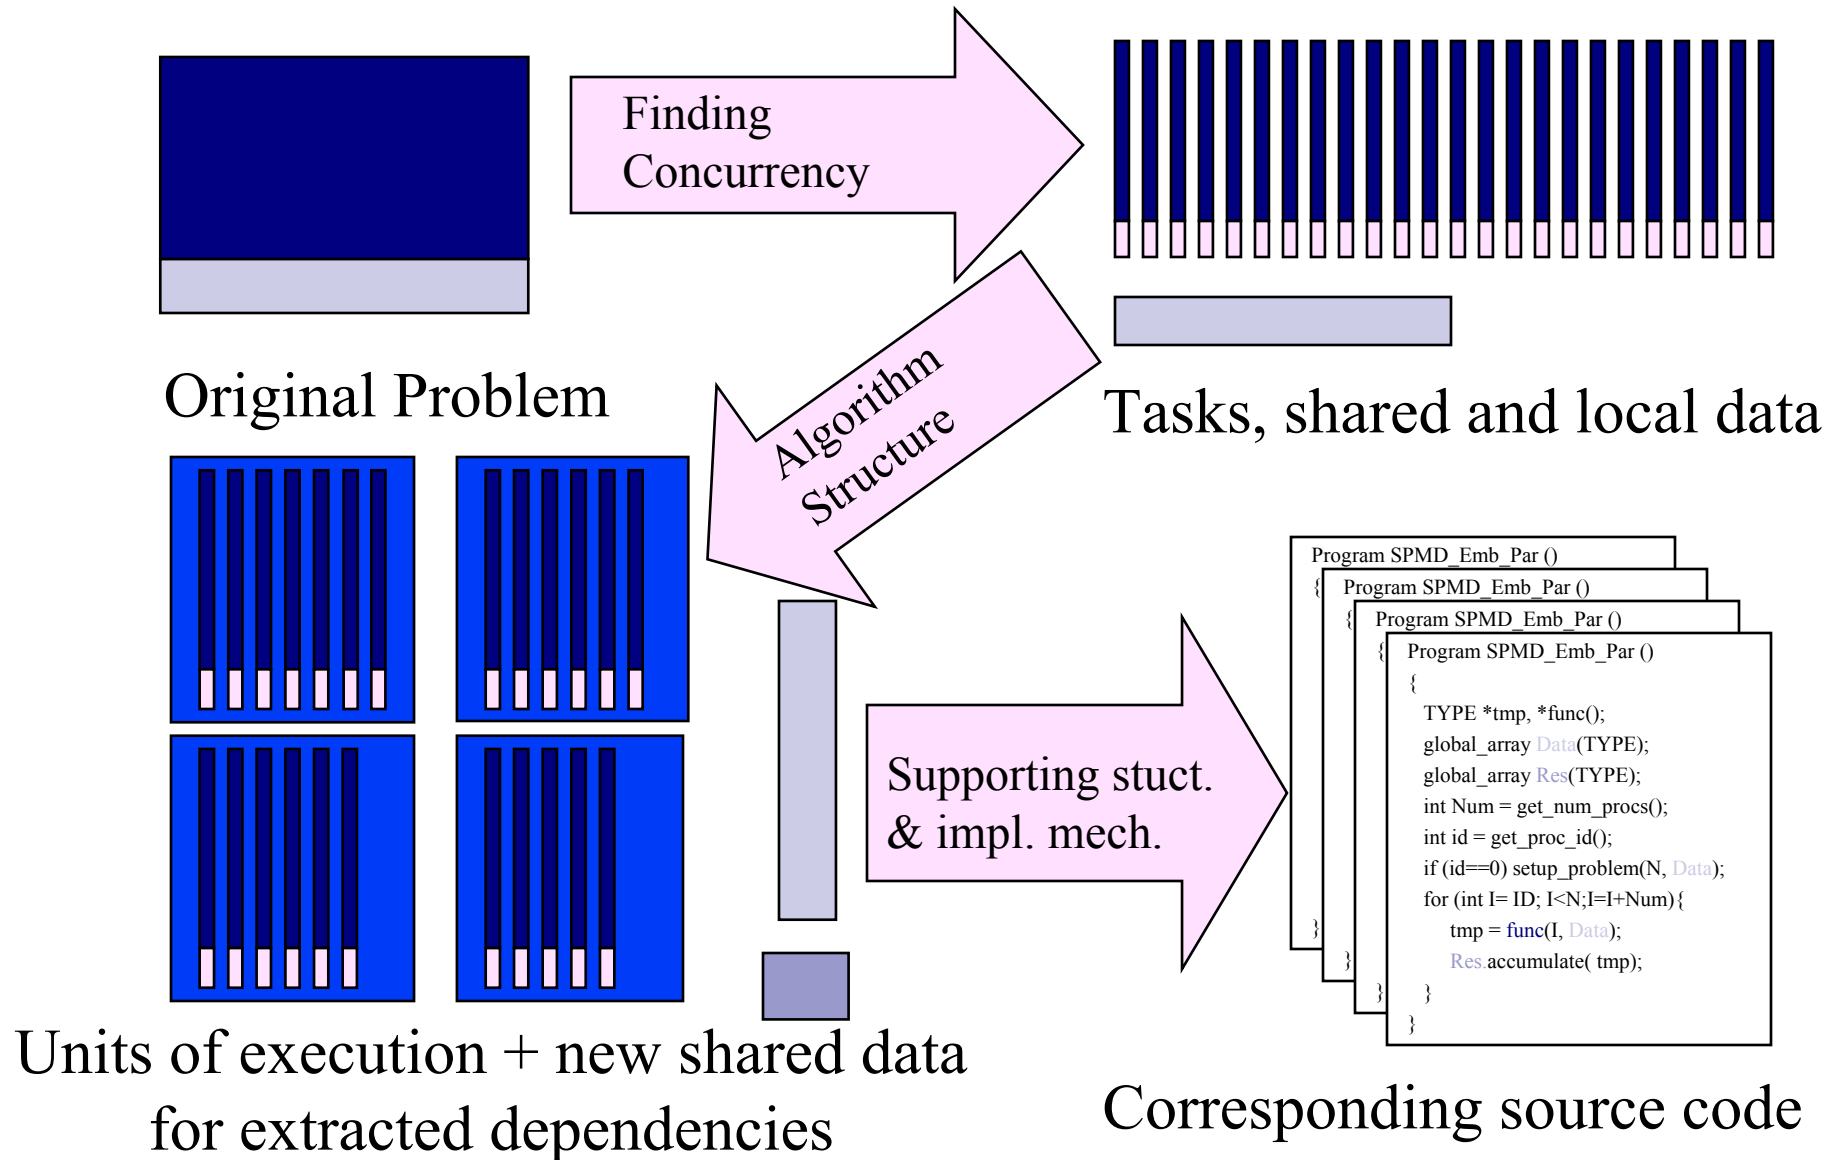 Finding
Concurrency
Original Problem
Tasks, shared and local data
Algorithm
Structure
Units of execution + new shared data
for extracted dependencies
Supporting stuct.
& impl. mech.
Program SPMD_Emb_Par ()
{
Program SPMD_Emb_Par ()
{
Program SPMD_Emb_Par ()
{
Program SPMD_Emb_Par ()
{
TYPE *tmp, *func();
global_array Data(TYPE);
global_array Res(TYPE);
int Num = get_num_procs();
int id = get_proc_id();
if (id==0) setup_problem(N, Data);
for (int I= ID; I<N;I=I+Num){
tmp = func(I, Data);
Res.accumulate( tmp);
}
}
}
}
}
Corresponding source code